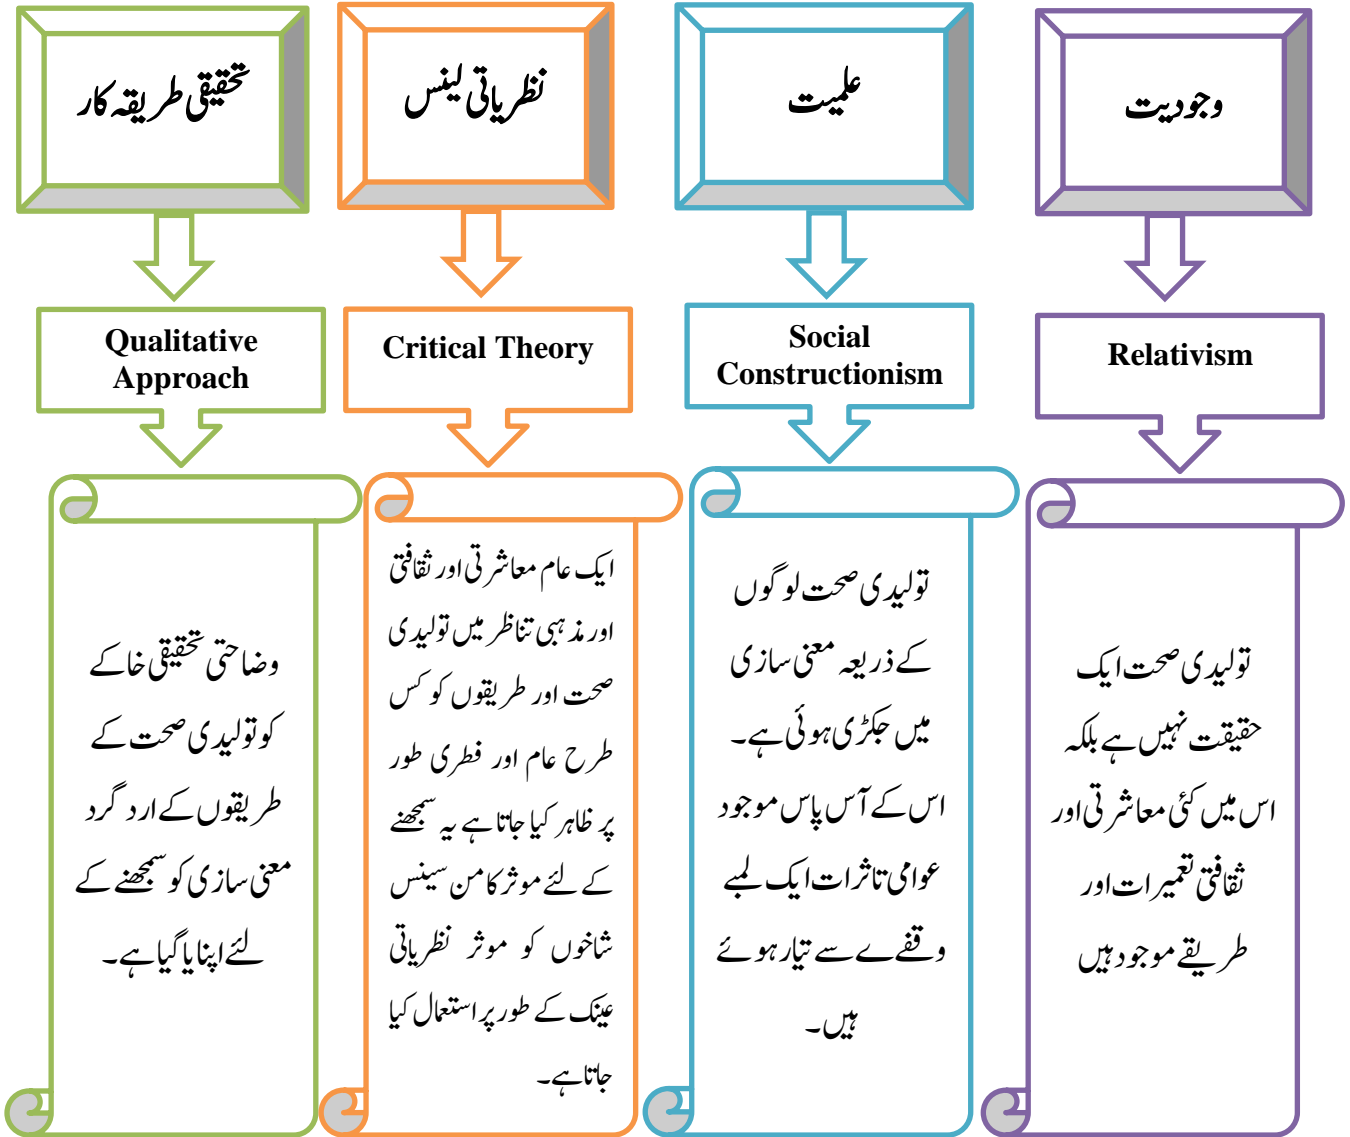 وجودیت
Relativism
تولیدی صحت ایک
حقیقت نہیں ہے بلکہ
اس میں کئی معاشرتی اور
ثقافتی تعمیرات اور
طریقے موجود ہیں
علمیت
Social
Constructionism
تولیدی صحت لوگوں
کے ذریعہ معنی سازی
میں جکڑی ہوئی ہے۔
اس کے آس پاس موجود
عوامی تاثرات ایک لمبے
وقفے سے تیار ہوئے
ہیں۔
نظریاتی لینس
Critical Theory
ایک عام معاشرتی اور ثقافتی
اور مذہبی تناظر میں تولیدی
صحت اور طریقوں کو کس
طرح عام اور فطری طور
پر ظاہر کیا جاتا ہے یہ سمجھنے
کے لئے موثر کامن سینس
شاخوں کو موثر نظریاتی
عینک کے طور پر استعمال کیا
جاتا ہے۔
تحقیقی طریقہ کار
Qualitative
Approach
وضاحتی تحقیقی خاکے
کو تولیدی صحت کے
طریقوں کے ارد گرد
معنی سازی کو سمجھنے کے
لئے اپنایا گیا ہے۔